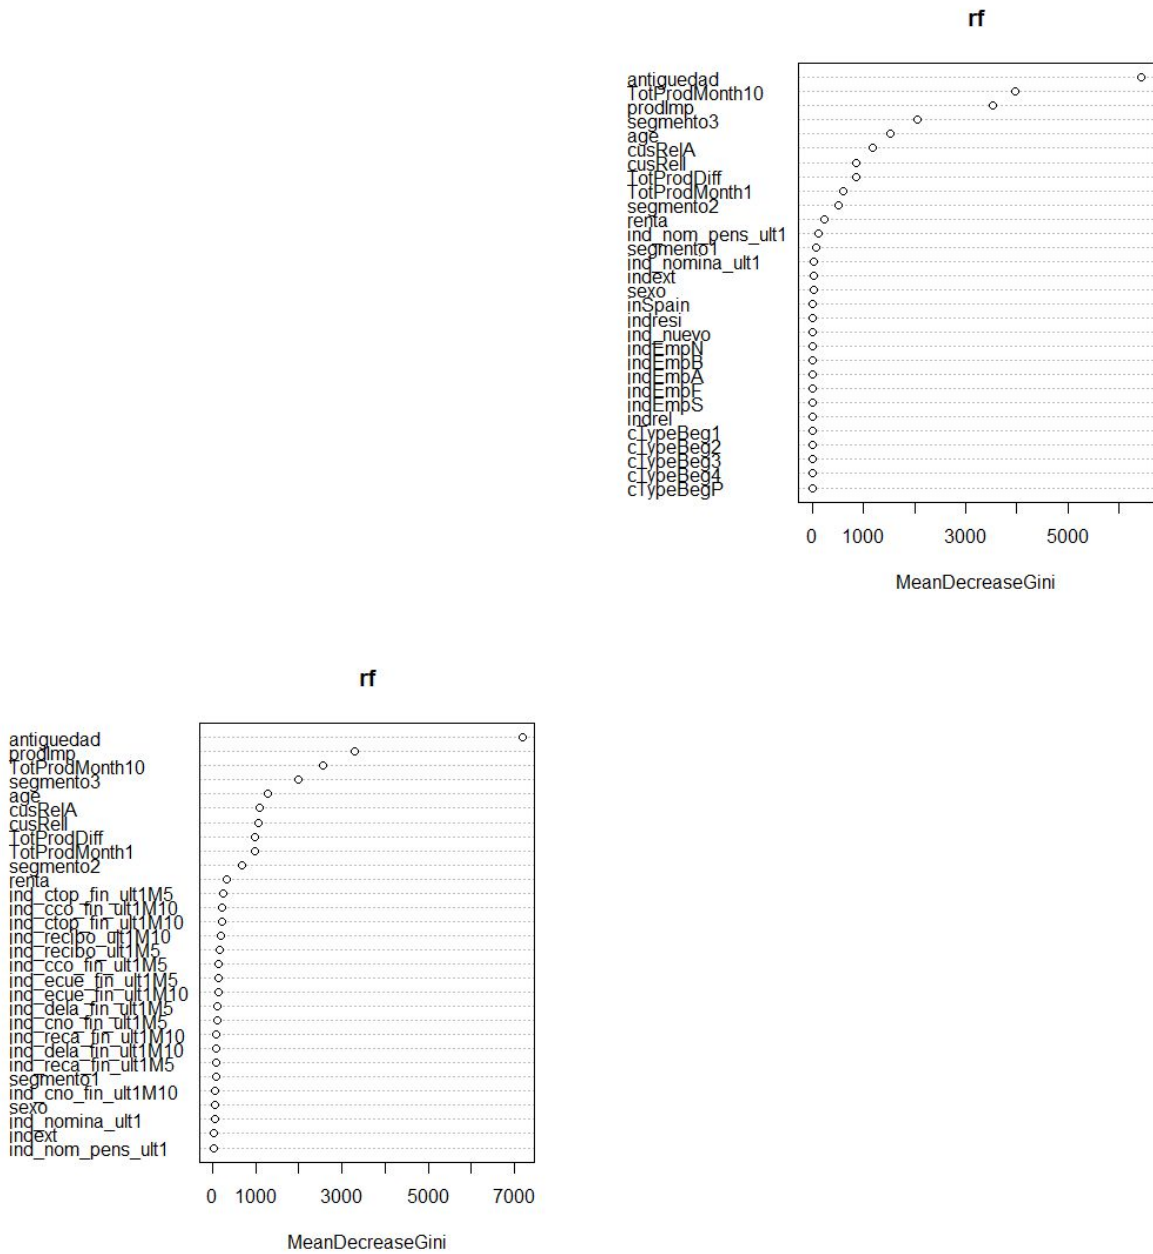 rf
antiguedad
TotProdMonth10
prodImp
segmento3
age
cusRelA
cusRelI
TotProdDiff
TotProdMonth1
segmento2
renta
ind_nom_pens_ult1
segmento1
ind_nomina_ult1
indext
sexo
inSpain
indresi
ind_nuevo
indEmpN
indEmpB
indEmpA
indEmpF
indEmpS
indrel
cTypeBeg1
cTypeBeg2
cTypeBeg3
cTypeBeg4
cTypeBegP
0 1000 3000 5000
MeanDecreaseGini
rf
antiguedad
prodImp
TotProdMonth10
segmento3
age
cusRelA
cusRelI
TotProdDiff
TotProdMonth1
segmento2
renta
ind_ctop_fin_ult1M5
ind_cco_fin_ult1M10
ind_ctop_fin_ult1M10
ind_recibo_ult1M10
ind_recibo_ult1M5
ind_cco_fin_ult1M5
ind_ecue_fin_ult1M5
ind_ecue_fin_ult1M10
ind_dela_fin_ult1M5
ind_cno_fin_ult1M5
ind_reca_fin_ult1M10
ind_dela_fin_ult1M10
ind_reca_fin_ult1M5
segmento1
ind_cno_fin_ult1M10
sexo
ind_nomina_ult1
indext
ind_nom_pens_ult1
0 1000 3000 5000 7000
MeanDecreaseGini